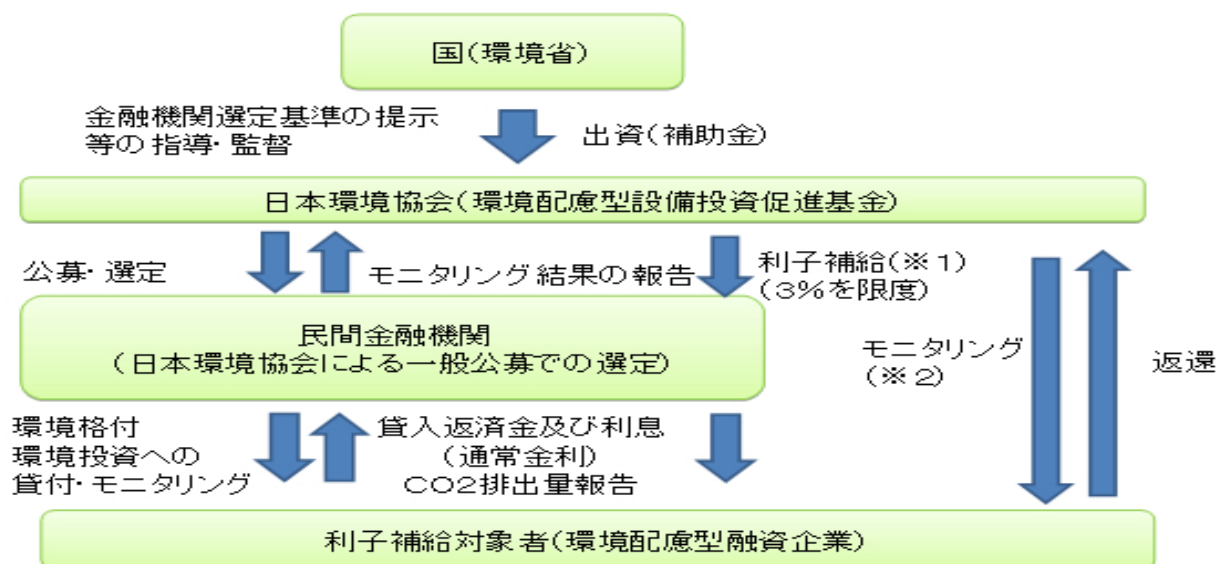 国(環境省)
金融機関選定基準の提示
等の指導・監督
出資(補助金)
日本環境協会(環境配慮型設備投資促進基金)
公募・選定
モニタリング結果の報告
利子補給(※1)
(3%を限度)
民間金融機関
(日本環境協会による一般公募での選定)
モニタリング
(※2)
返還
環境格付
環境投資への
貸付・モニタリング
貸入返済金及び利息
(通常金利)
CO2排出量報告
利子補給対象者(環境配慮型融資企業)